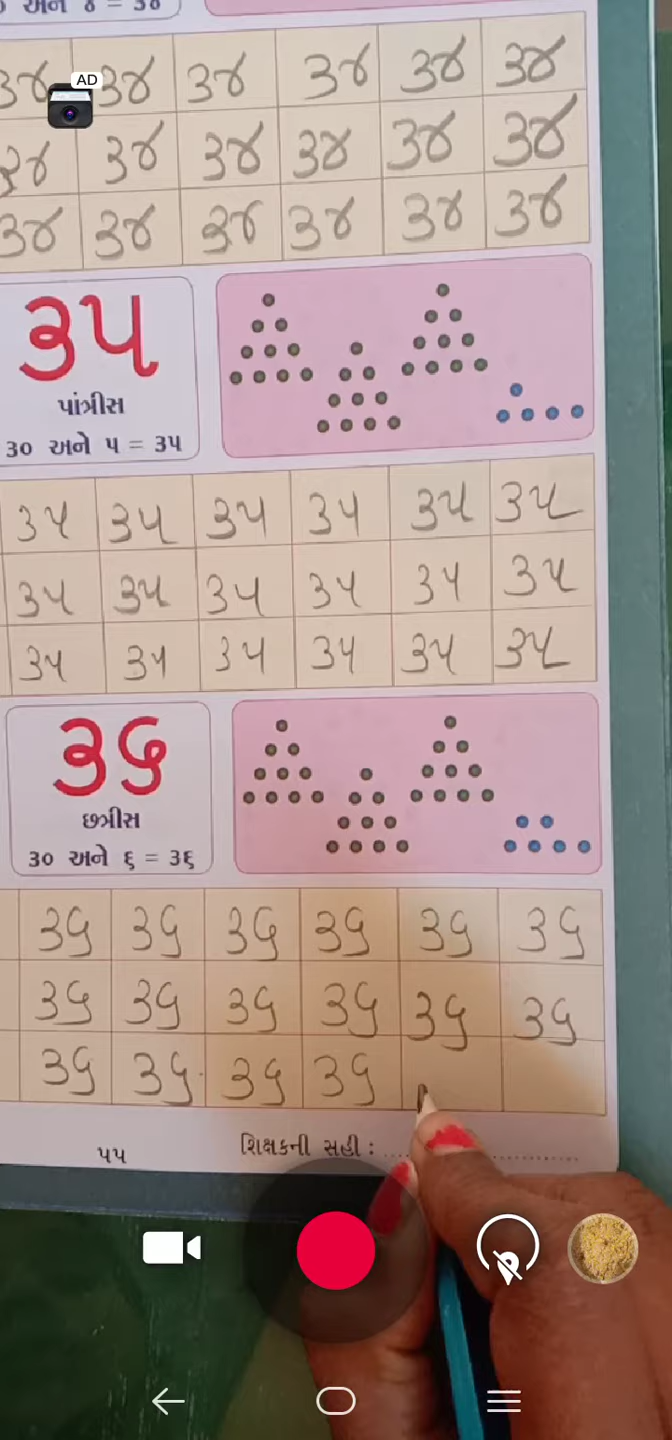 અને ૪ = ૩૪
AD
૩૪ ૩૪ ૩૪ ૩૪ ૩૪ ૩૪
૩૪ ૩૪ ૩૪ ૩૪ ૩૪ ૩૪
૩૪ ૩૪ ૩૪ ૩૪ ૩૪ ૩૪
૩૫
પાંત્રીસ
૩૦ અને ૫ = ૩૫
૩૫ ૩૫ ૩૫ ૩૫ ૩૫ ૩૫
૩૫ ૩૫ ૩૫ ૩૫ ૩૫ ૩૫
૩૫ ૩૫ ૩૫ ૩૫ ૩૫ ૩૫
૩૬
છત્રીસ
૩૦ અને ૬ = ૩૬
૩૬ ૩૬ ૩૬ ૩૬ ૩૬ ૩૬
૩૬ ૩૬ ૩૬ ૩૬ ૩૬ ૩૬
૩૬ ૩૬ ૩૬ ૩૬
૫૫ શિક્ષકની સહી : ..............................